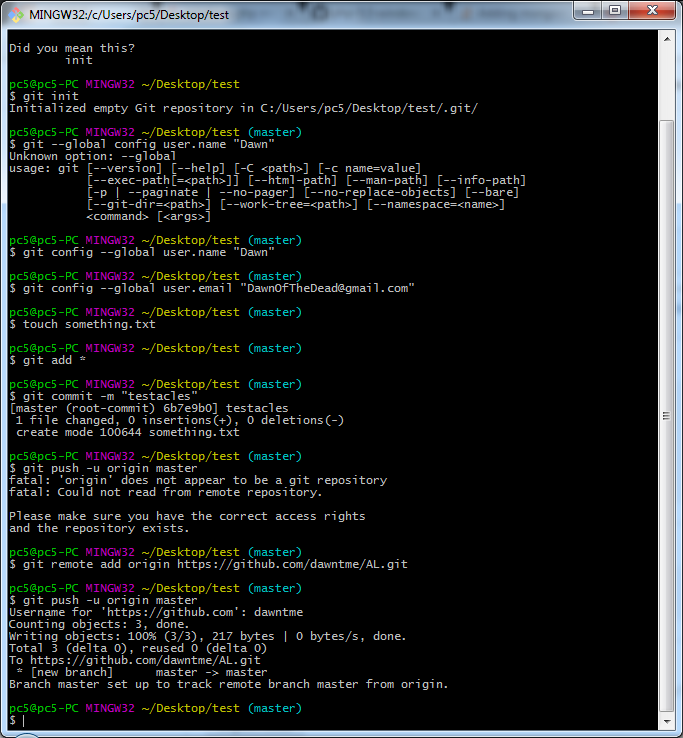 MINGW32:/c/Users/pc5/Desktop/test
Did you mean this?
        init
pc5@pc5-PC MINGW32 ~/Desktop/test
$ git init
Initialized empty Git repository in C:/Users/pc5/Desktop/test/.git/
pc5@pc5-PC MINGW32 ~/Desktop/test (master)
$ git --global config user.name "Dawn"
Unknown option: --global
usage: git [--version] [--help] [-C <path>] [-c name=value]
           [--exec-path[=<path>]] [--html-path] [--man-path] [--info-path]
           [-p | --paginate | --no-pager] [--no-replace-objects] [--bare]
           [--git-dir=<path>] [--work-tree=<path>] [--namespace=<name>]
           <command> [<args>]
pc5@pc5-PC MINGW32 ~/Desktop/test (master)
$ git config --global user.name "Dawn"
pc5@pc5-PC MINGW32 ~/Desktop/test (master)
$ git config --global user.email "DawnOfTheDead@gmail.com"
pc5@pc5-PC MINGW32 ~/Desktop/test (master)
$ touch something.txt
pc5@pc5-PC MINGW32 ~/Desktop/test (master)
$ git add *
pc5@pc5-PC MINGW32 ~/Desktop/test (master)
$ git commit -m "testacles"
[master (root-commit) 6b7e9b0] testacles
 1 file changed, 0 insertions(+), 0 deletions(-)
 create mode 100644 something.txt
pc5@pc5-PC MINGW32 ~/Desktop/test (master)
$ git push -u origin master
fatal: 'origin' does not appear to be a git repository
fatal: Could not read from remote repository.
Please make sure you have the correct access rights
and the repository exists.
pc5@pc5-PC MINGW32 ~/Desktop/test (master)
$ git remote add origin https://github.com/dawntme/AL.git
pc5@pc5-PC MINGW32 ~/Desktop/test (master)
$ git push -u origin master
Username for 'https://github.com': dawntme
Counting objects: 3, done.
Writing objects: 100% (3/3), 217 bytes | 0 bytes/s, done.
Total 3 (delta 0), reused 0 (delta 0)
To https://github.com/dawntme/AL.git
 * [new branch]      master -> master
Branch master set up to track remote branch master from origin.
pc5@pc5-PC MINGW32 ~/Desktop/test (master)
$